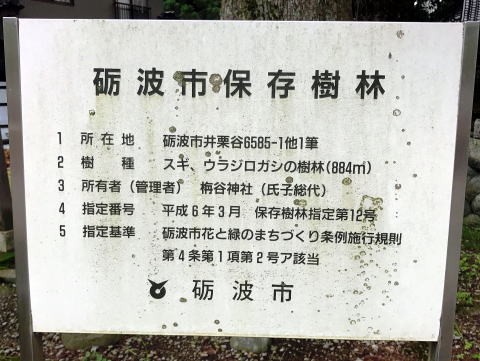 砺波市保存樹林
1 所在地 砺波市井栗谷6585-1他1筆
2 樹種 スギ、ウラジロガシの樹林(884㎡)
3 所有者(管理者) 梅谷神社(氏子総代)
4 指定番号 平成6年3月 保存樹林指定第12号
5 指定基準 砺波市花と緑のまちづくり条例施行規則
第4条第1項第2号ア該当
砺波市